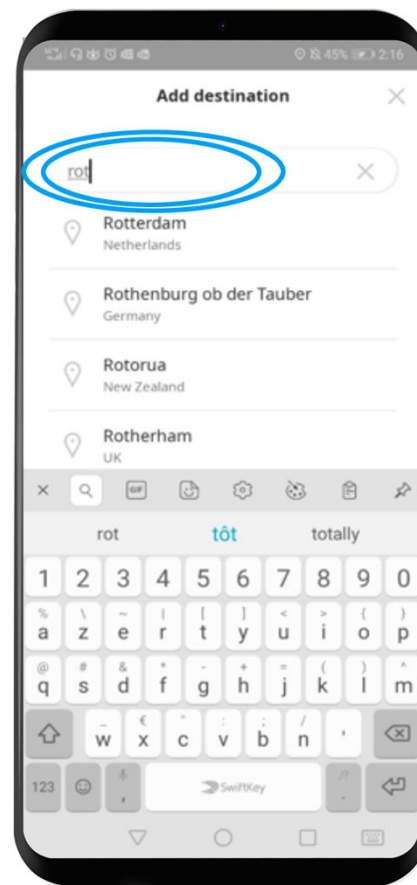 45% 2:16
Add destination
rot
Rotterdam
Netherlands
Rothenburg ob der Tauber
Germany
Rotorua
New Zealand
Rotherham
UK
GIF
rot tôt totally
1 2 3 4 5 6 7 8 9 0
% \ ~ | [ ] < > { }
a z e r t y u i o p
@ # & * - + = ( ) ^
q s d f g h j k l m
_ € " : ; /
w x c v b n '
123 , SwiftKey .